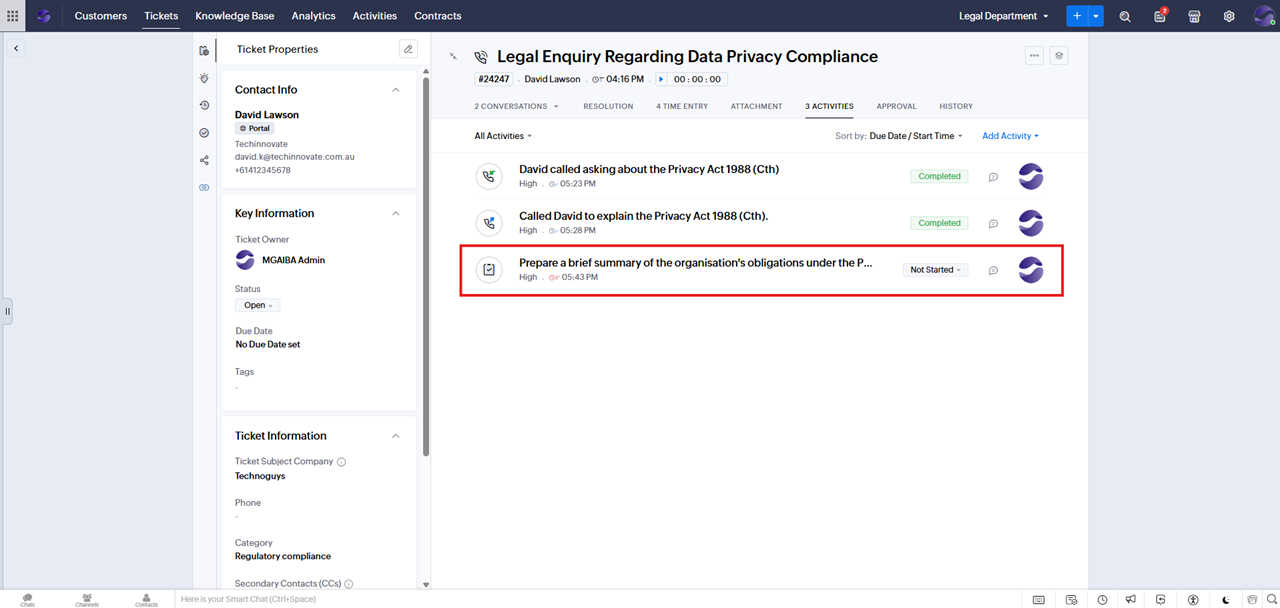 Customers Tickets Knowledge Base Analytics Activities Contracts Legal Department 2
Ticket Properties
Contact Info
David Lawson
Portal
Techinnovate
david.k@techinnovate.com.au
+61412345678
Key Information
Ticket Owner
MGAIBA Admin
Status
Open
Due Date
No Due Date set
Tags
-
Ticket Information
Ticket Subject Company
Technoguys
Phone
-
Category
Regulatory compliance
Secondary Contacts (CCs)
Legal Enquiry Regarding Data Privacy Compliance
#24247 . David Lawson . 04:16 PM . 00 : 00 : 00
2 CONVERSATIONS RESOLUTION 4 TIME ENTRY ATTACHMENT 3 ACTIVITIES APPROVAL HISTORY
All Activities Sort by: Due Date / Start Time Add Activity
David called asking about the Privacy Act 1988 (Cth)
High . 05:23 PM
Completed
Called David to explain the Privacy Act 1988 (Cth).
High . 05:28 PM
Completed
Prepare a brief summary of the organisation's obligations under the P...
High . 05:43 PM
Not Started
Chats Channels Contacts Here is your Smart Chat (Ctrl+Space)